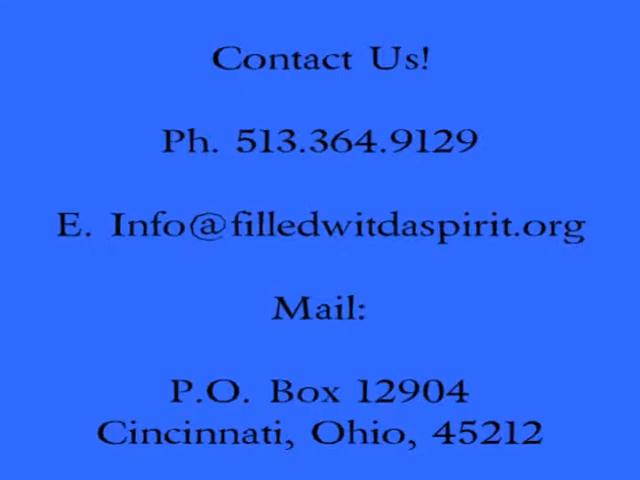 Contact Us!
Ph. 513.364.9129
E. Info@filledwitdaspirit.org
Mail:
P.O. Box 12904
Cincinnati, Ohio, 45212